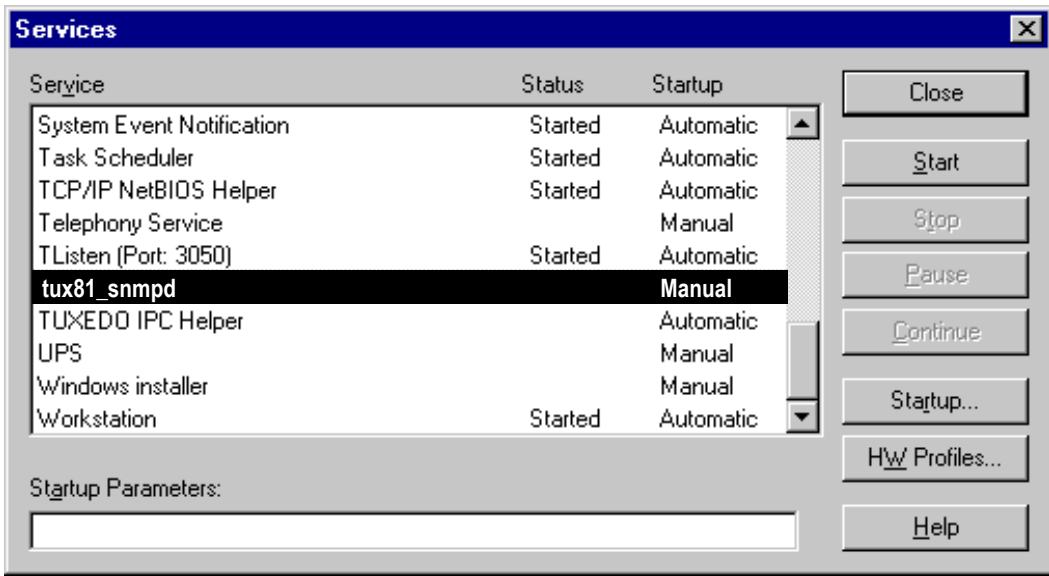 Services
Service Status Startup
System Event Notification Started Automatic
Task Scheduler Started Automatic
TCP/IP NetBIOS Helper Started Automatic
Telephony Service Manual
TListen (Port: 3050) Started Automatic
tux81_snmpd Manual
TUXEDO IPC Helper Automatic
UPS Manual
Windows installer Manual
Workstation Started Automatic
Startup Parameters:
Close
Start
Stop
Pause
Continue
Startup...
HW Profiles...
Help